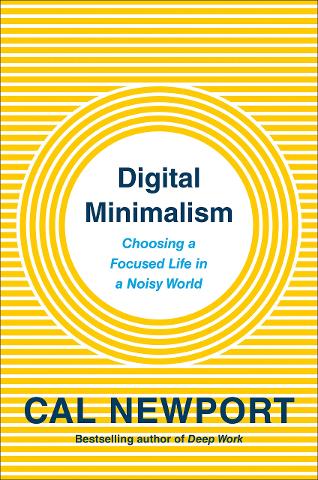 Digital
Minimalism
Choosing a
Focused Life in
a Noisy World
CAL NEWPORT
Bestselling author of Deep Work